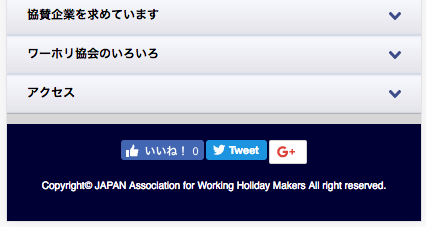 協賛企業を求めています
ワーホリ協会のいろいろ
アクセス
いいね！ 0 Tweet G+
Copyright© JAPAN Association for Working Holiday Makers All right reserved.